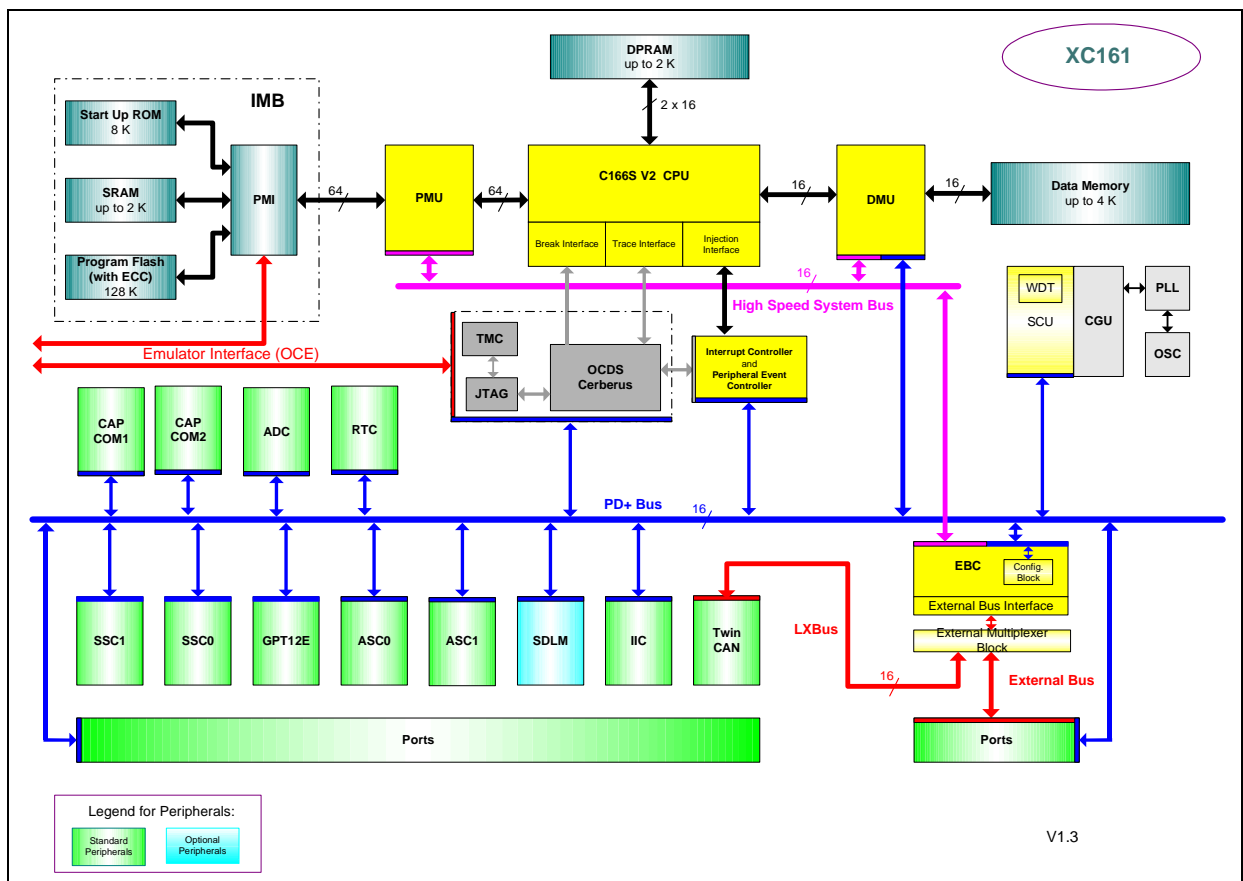 XC161
DPRAM
up to 2 K
2 x 16
IMB
Start Up ROM
8 K
SRAM
up to 2 K
Program Flash
(with ECC)
128 K
PMI
64
PMU
64
C166S V2 CPU
Break Interface
Trace Interface
Injection
Interface
16
DMU
16
Data Memory
up to 4 K
16
High Speed System Bus
WDT
SCU
CGU
PLL
OSC
Emulator Interface (OCE)
TMC
JTAG
OCDS
Cerberus
Interrupt Controller
and
Peripheral Event
Controller
CAP
COM1
CAP
COM2
ADC
RTC
PD+ Bus
16
SSC1
SSC0
GPT12E
ASC0
ASC1
SDLM
IIC
Twin
CAN
LXBus
16
EBC
Config.
Block
External Bus Interface
External Multiplexer
Block
External Bus
Ports
Ports
Legend for Peripherals:
Standard
Peripherals
Optional
Peripherals
V1.3